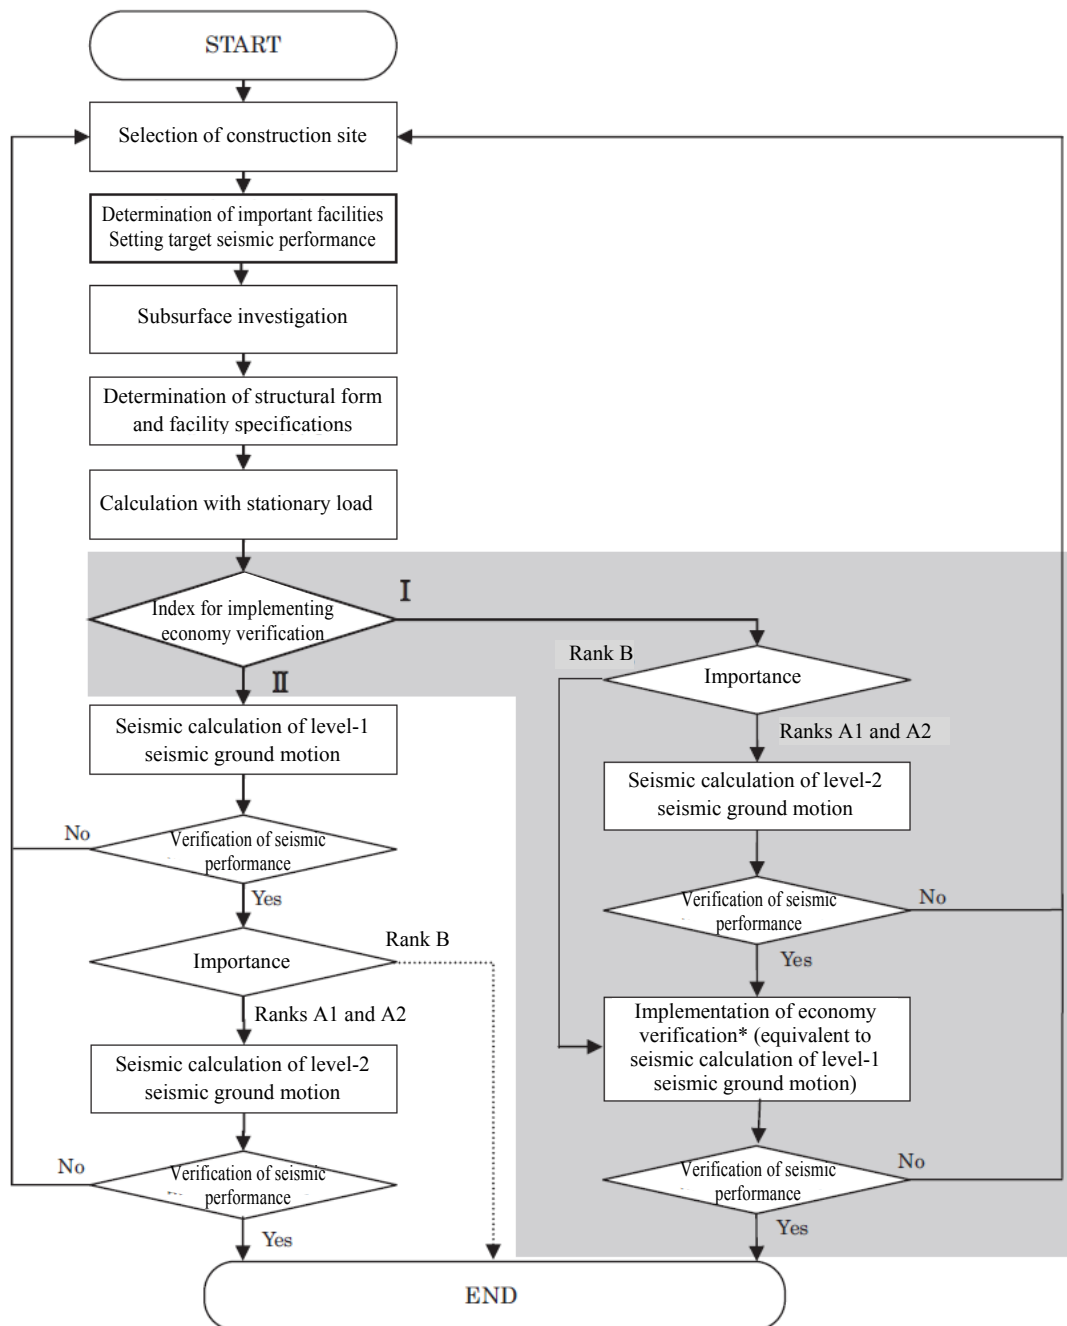 START
Selection of construction site
Determination of important facilities
Setting target seismic performance
Subsurface investigation
Determination of structural form
and facility specifications
Calculation with stationary load
Index for implementing
economy verification
I
II
Seismic calculation of level-1
seismic ground motion
Verification of seismic
performance
No
Yes
Importance
Rank B
Ranks A1 and A2
Seismic calculation of level-2
seismic ground motion
Verification of seismic
performance
No
Yes
Importance
Rank B
Ranks A1 and A2
Seismic calculation of level-2
seismic ground motion
Verification of seismic
performance
No
Yes
Implementation of economy
verification* (equivalent to
seismic calculation of level-1
seismic ground motion)
Verification of seismic
performance
No
Yes
END